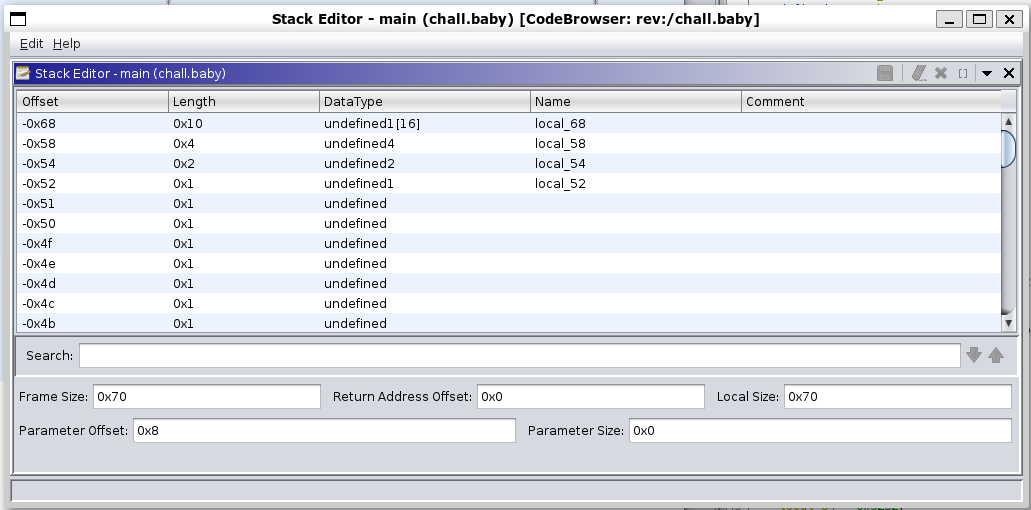 Stack Editor - main (chall.baby) [CodeBrowser: rev:/chall.baby]
Edit Help
Stack Editor - main (chall.baby)
Offset Length DataType Name Comment
-0x68 0x10 undefined1[16] local_68
-0x58 0x4 undefined4 local_58
-0x54 0x2 undefined2 local_54
-0x52 0x1 undefined1 local_52
-0x51 0x1 undefined
-0x50 0x1 undefined
-0x4f 0x1 undefined
-0x4e 0x1 undefined
-0x4d 0x1 undefined
-0x4c 0x1 undefined
-0x4b 0x1 undefined
Search:
Frame Size: 0x70 Return Address Offset: 0x0 Local Size: 0x70
Parameter Offset: 0x8 Parameter Size: 0x0